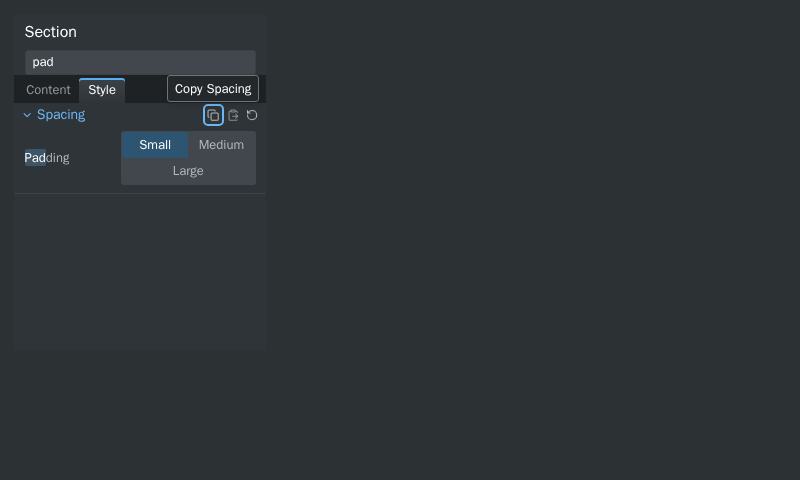 Section
pad
Content Style Copy Spacing
Spacing
Padding Small Medium
Large